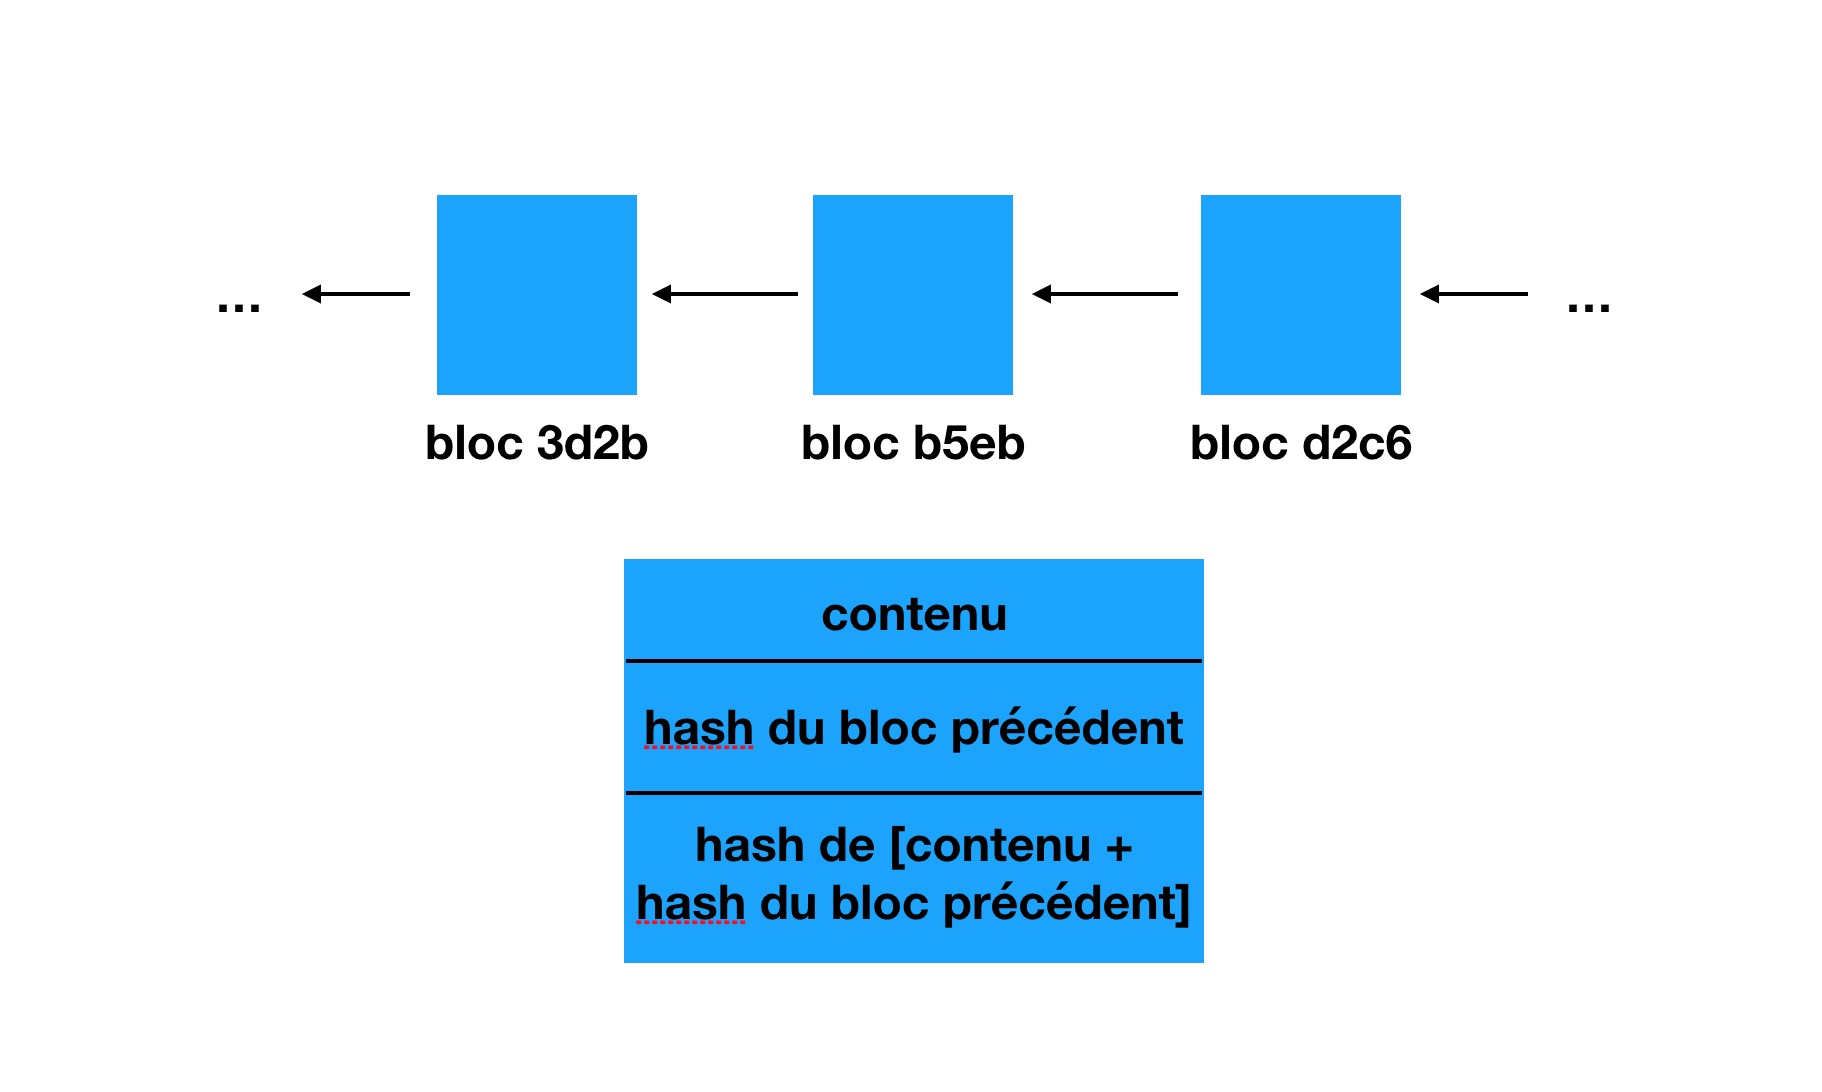 ... ...
bloc 3d2b bloc b5eb bloc d2c6
contenu
hash du bloc précédent
hash de [contenu +
hash du bloc précédent]